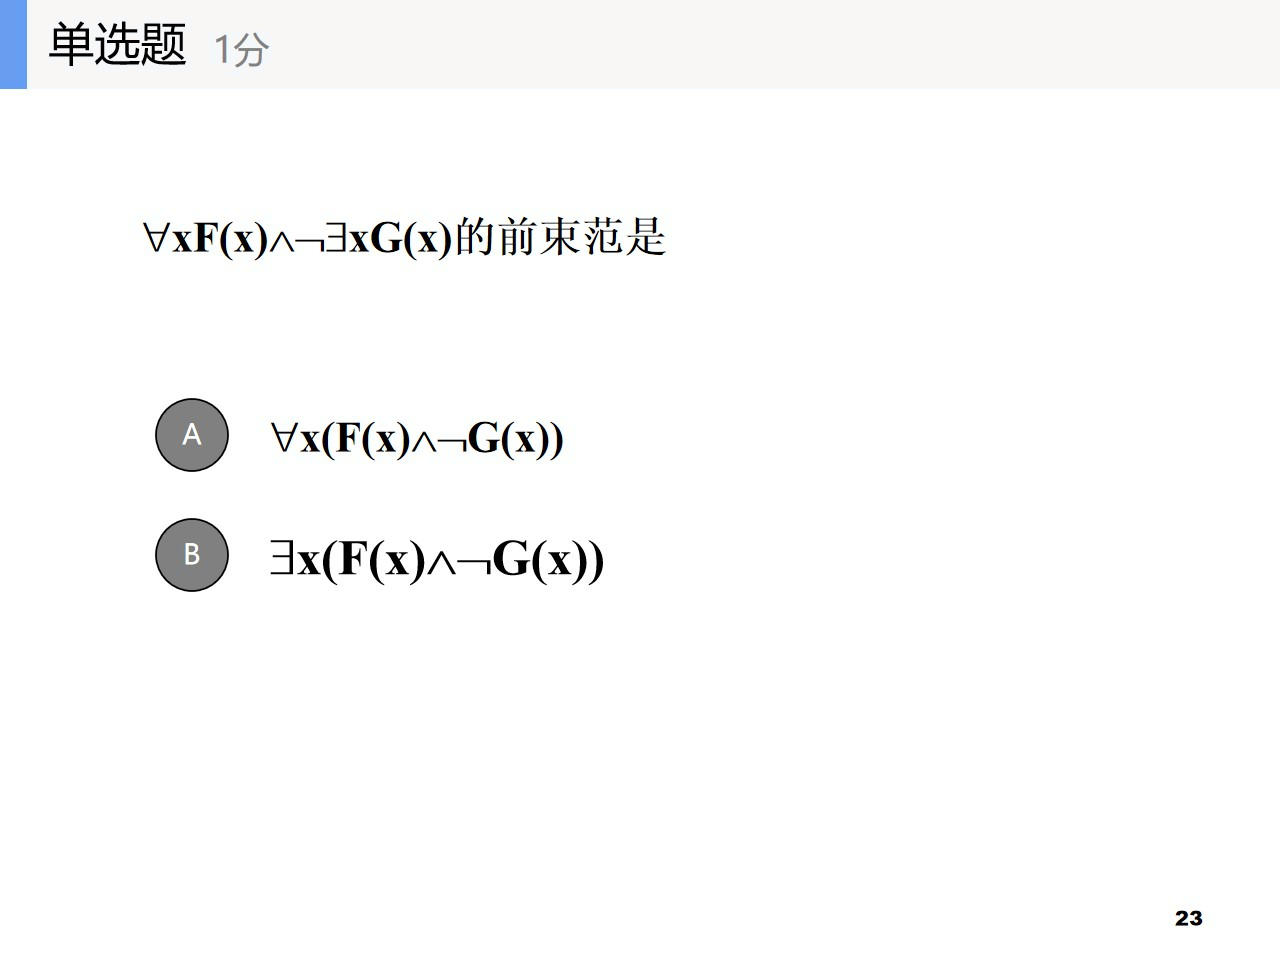 单选题 1分
∀xF(x)∧¬∃xG(x)的前束范是
A ∀x(F(x)∧¬G(x))
B ∃x(F(x)∧¬G(x))
23